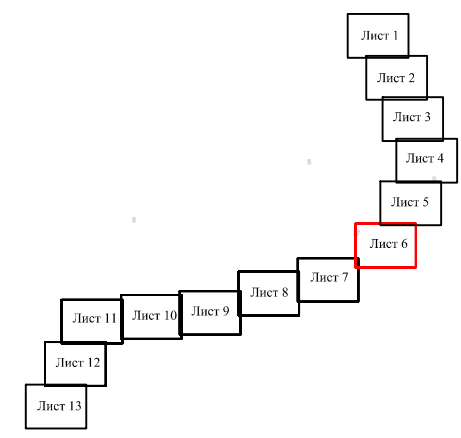 Лист 1
Лист 2
Лист 3
Лист 4
Лист 5
Лист 6
Лист 7
Лист 8
Лист 9
Лист 10
Лист 11
Лист 12
Лист 13